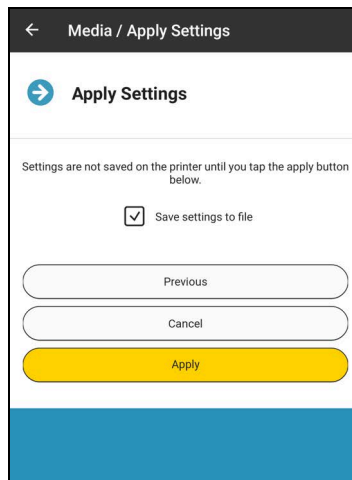 Media / Apply Settings
Apply Settings
Settings are not saved on the printer until you tap the apply button
below.
Save settings to file
Previous
Cancel
Apply